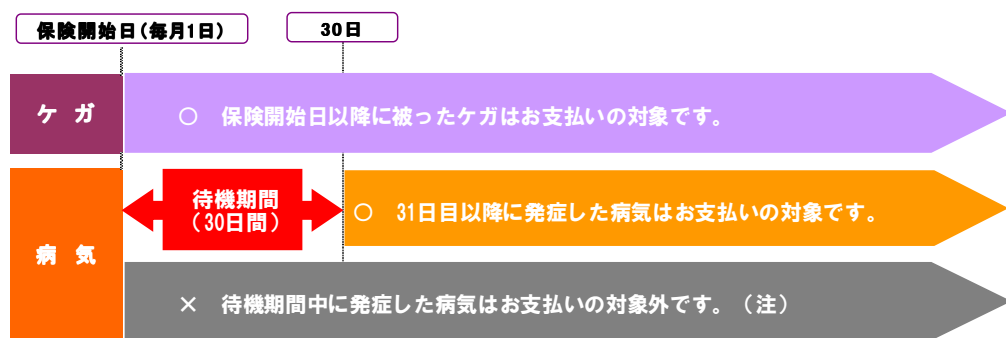 保険開始日(毎月1日)
30日
ケガ
○ 保険開始日以降に被ったケガはお支払いの対象です。
病気
待機期間
(30日間)
○ 31日目以降に発症した病気はお支払いの対象です。
× 待機期間中に発症した病気はお支払いの対象外です。(注)